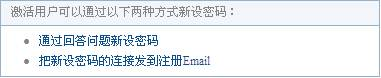 激活用户可以通过以下两种方式新设密码：
通过回答问题新设密码
把新设密码的连接发到注册Email